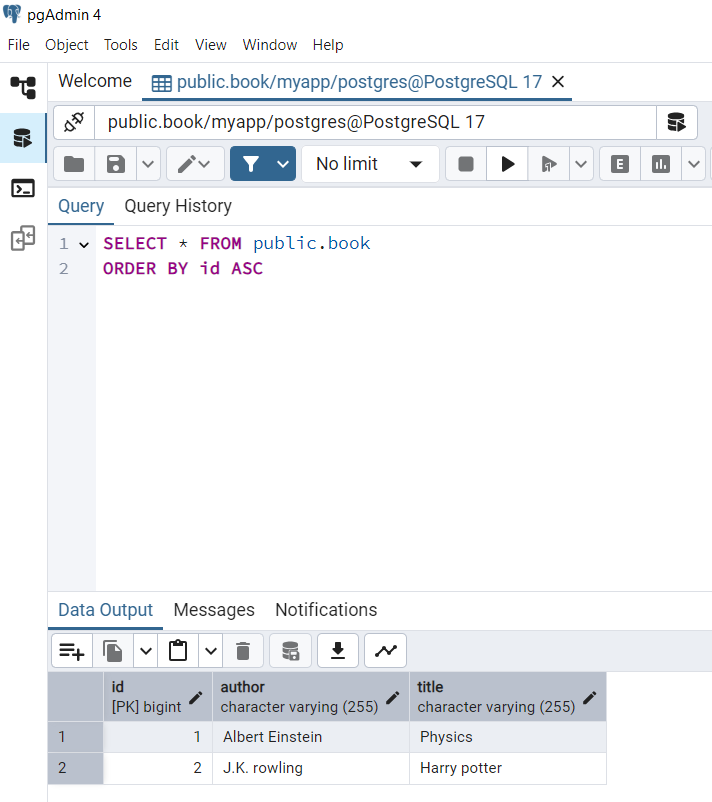 pgAdmin 4
File Object Tools Edit View Window Help
Welcome public.book/myapp/postgres@PostgreSQL 17
public.book/myapp/postgres@PostgreSQL 17
No limit E
Query Query History
1 SELECT * FROM public.book
2 ORDER BY id ASC
Data Output Messages Notifications
id author title
[PK] bigint character varying (255) character varying (255)
1 1 Albert Einstein Physics
2 2 J.K. rowling Harry potter